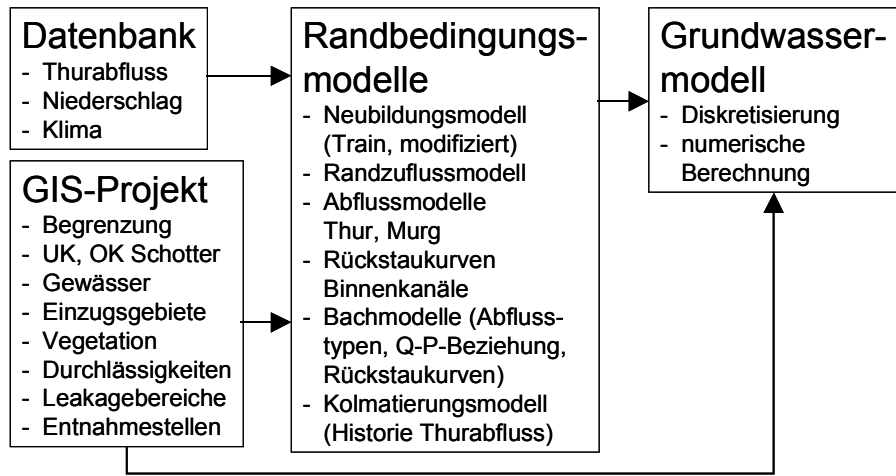 Datenbank
- Thurabfluss
- Niederschlag
- Klima
GIS-Projekt
- Begrenzung
- UK, OK Schotter
- Gewässer
- Einzugsgebiete
- Vegetation
- Durchlässigkeiten
- Leakagebereiche
- Entnahmestellen
Randbedingungs-
modelle
- Neubildungsmodell
(Train, modifiziert)
- Randzuflussmodell
- Abflussmodelle
Thur, Murg
- Rückstaukurven
Binnenkanäle
- Bachmodelle (Abfluss-
typen, Q-P-Beziehung,
Rückstaukurven)
- Kolmatierungsmodell
(Historie Thurabfluss)
Grundwasser-
modell
- Diskretisierung
- numerische
Berechnung